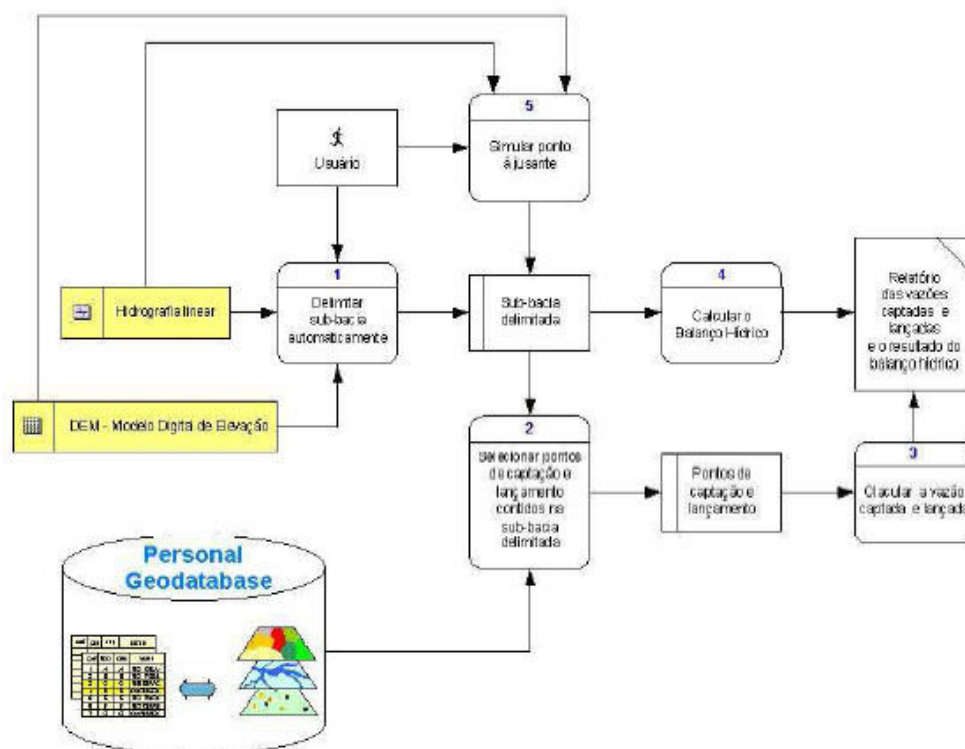 5
Simular ponto
á jusante
Usuário
1
Delimitar
sub-bacia
automaticamente
Hidrografia linear
DEM - Modelo Digital de Elevação
Sub-bacia
delimitada
4
Calcular o
Balanço Hídrico
Relatório
das vazões
captadas e
lançadas
e o resultado do
balanço hídrico
2
Selecionar pontos
de captação e
lançamento
contidos na
sub-bacia
delimitada
Pontos de
captação e
lançamento
3
Clacular a vazão
captada e lançada
Personal
Geodatabase